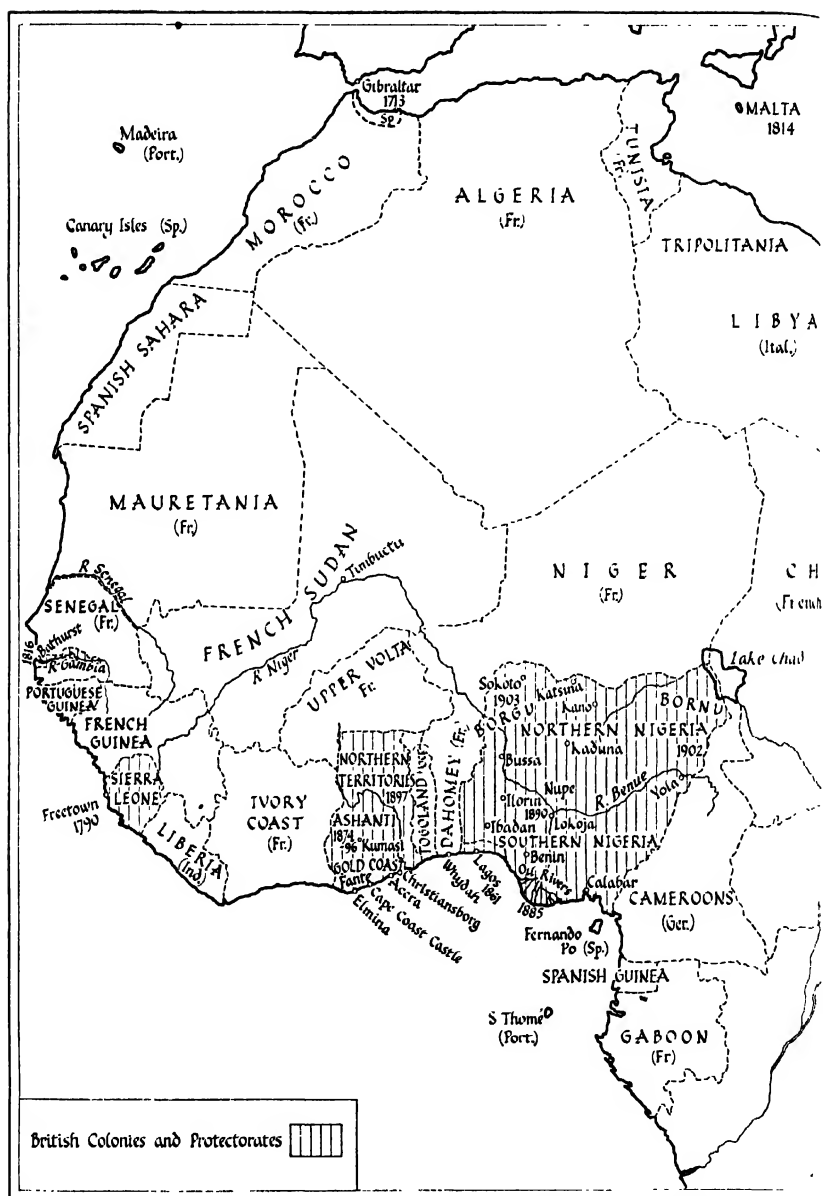 Gibraltar
1713
Sp
MALTA
1814
Madeira
(Port.)
TUNISIA
Fr.
MOROCCO
(Fr.)
ALGERIA
(Fr.)
Canary Isles (Sp.)
TRIPOLITANIA
LIBYA
(Ital.)
SPANISH SAHARA
MAURETANIA
(Fr.)
FRENCH SUDAN
Timbuctu
NIGER
(Fr.)
CH
(French
R Senegal
SENEGAL
(Fr.)
1816
Bathurst
R Gambia
PORTUGUESE
GUINEA
FRENCH
GUINEA
R Niger
UPPER VOLTA
Fr.
Lake Chad
Sokoto
1903
Katsina
Kano
BORNU
BORGU
NORTHERN NIGERIA
1902
Kaduna
Bussa
SIERRA
LEONE
Freetown
1790
LIBERIA
(Ind.)
IVORY
COAST
(Fr.)
NORTHERN
TERRITORIES
1897
ASHANTI
1874
-96
Kumasi
GOLD COAST
Fante
TOGOLAND
DAHOMEY (Fr.)
Nupe
Ilorin
1890
R. Benue
Yola
Ibadan
Lokoja
SOUTHERN NIGERIA
Benin
Oil Rivers
1885
Calabar
Lagos
1861
Whydah
Christiansborg
Accra
Cape Coast Castle
Elmina
CAMEROONS
(Ger.)
Fernando
Po (Sp.)
SPANISH GUINEA
S Thomé
(Port.)
GABOON
(Fr)
British Colonies and Protectorates